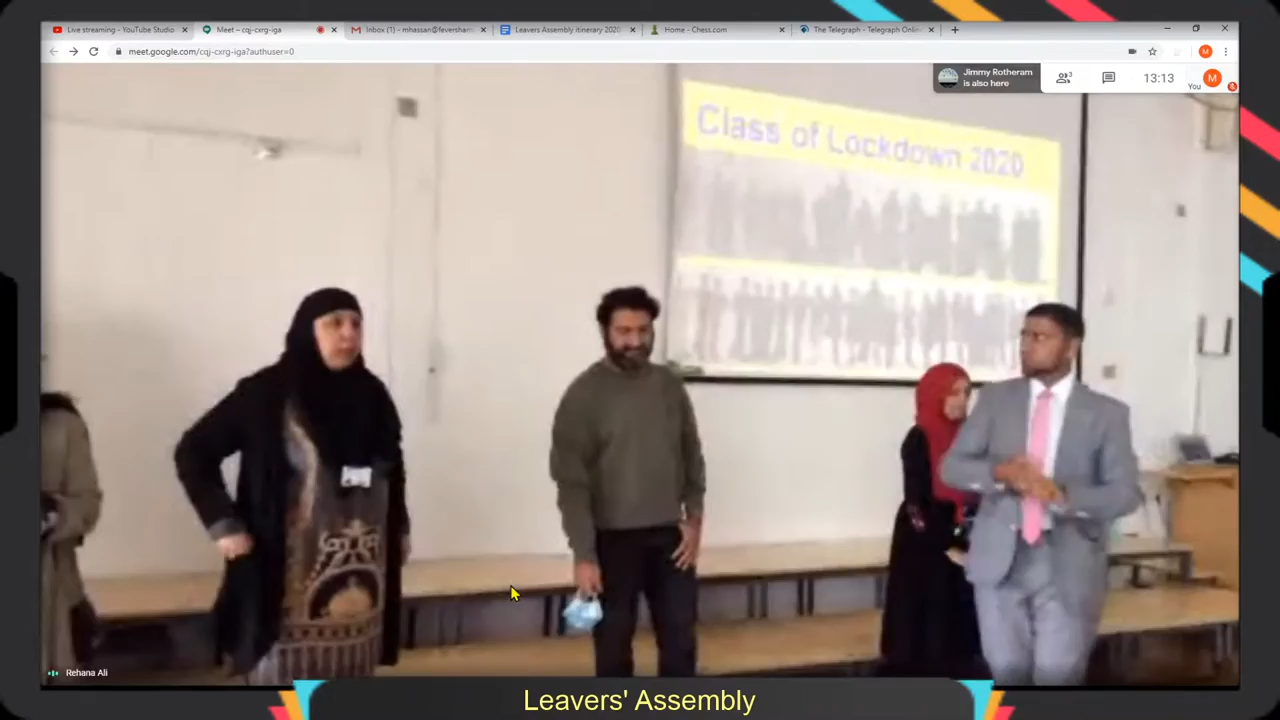 Live streaming - YouTube Studio
Meet – cqj-cxrg-iga
Inbox (1) - mhassan@fevershams
Leavers Assembly itinerary 2020
Home - Chess.com
The Telegraph - Telegraph Onlin
meet.google.com/cqj-cxrg-iga?authuser=0
M
Jimmy Rotheram
is also here
3
13:13
You
M
Class of Lockdown 2020
Rehana Ali
Leavers' Assembly